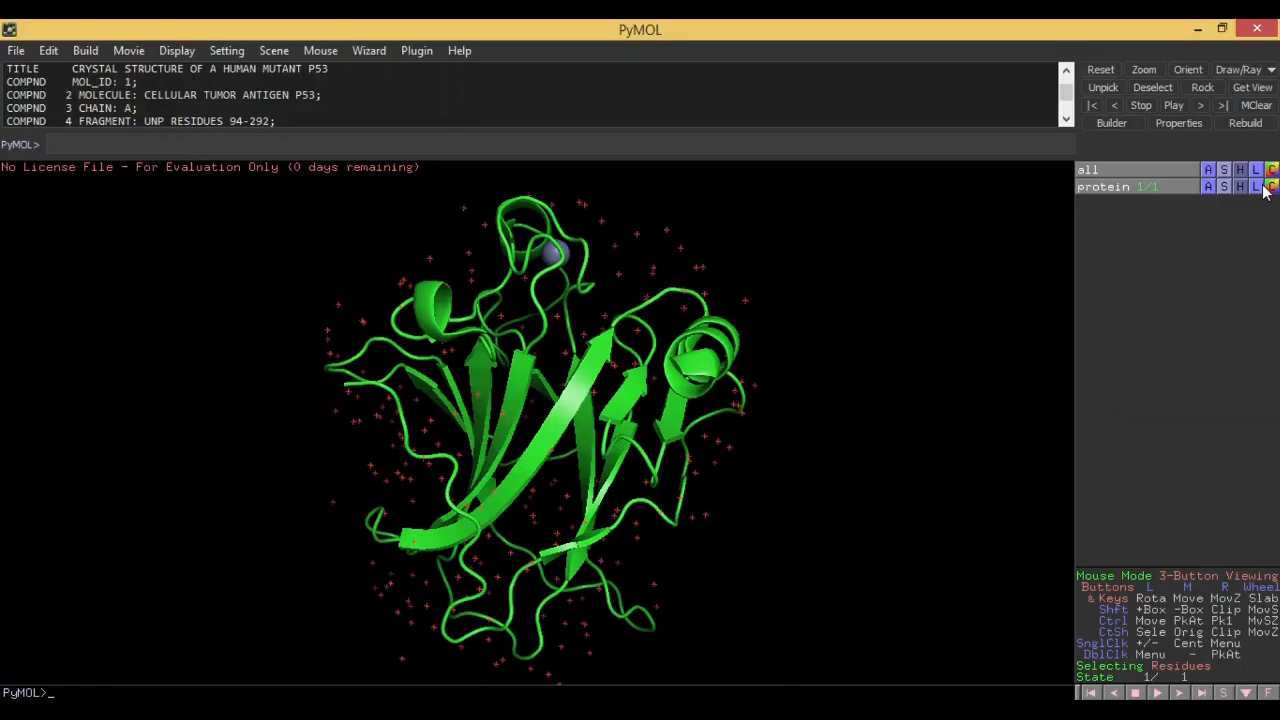 PyMOL
File Edit Build Movie Display Setting Scene Mouse Wizard Plugin Help
TITLE CRYSTAL STRUCTURE OF A HUMAN MUTANT P53
COMPND MOL_ID: 1;
COMPND 2 MOLECULE: CELLULAR TUMOR ANTIGEN P53;
COMPND 3 CHAIN: A;
COMPND 4 FRAGMENT: UNP RESIDUES 94-292;
PyMOL>
Reset Zoom Orient Draw/Ray
Unpick Deselect Rock Get View
|< < Stop Play > >| MClear
Builder Properties Rebuild
No License File - For Evaluation Only (0 days remaining)
all A S H L C
protein 1/1 A S H L C
Mouse Mode 3-Button Viewing
Buttons L M R Wheel
& Keys Rota Move MovZ Slab
Shft +Box -Box Clip MovS
Ctrl Move PkAt Pk1 MvSZ
CtSh Sele Orig Clip MovZ
SnglClk +/- Cent Menu
DblClk Menu - PkAt
Selecting Residues
State 1/ 1
S F
PyMOL>_